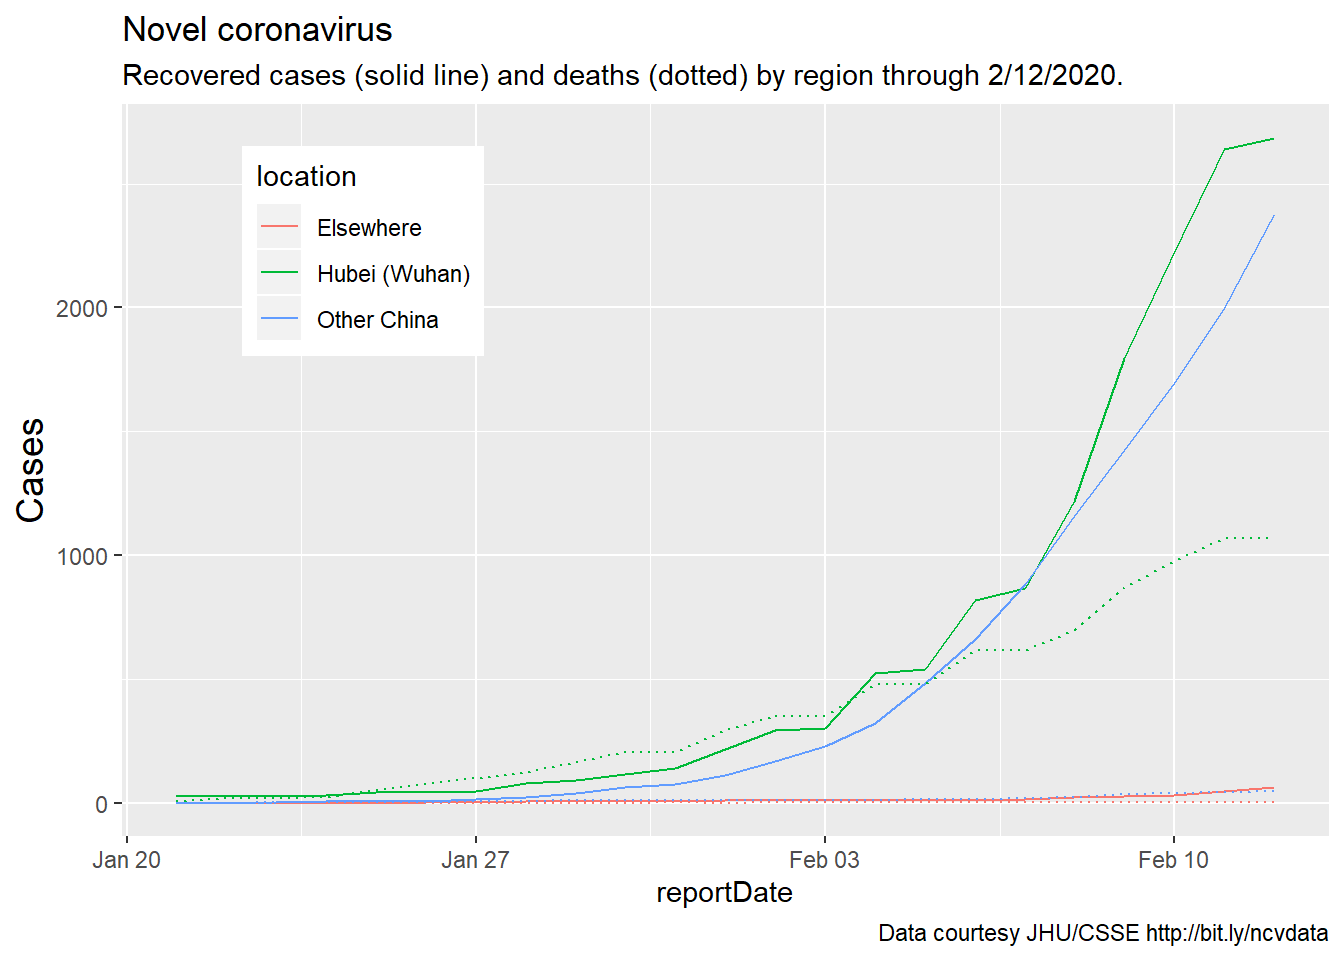 Novel coronavirus
Recovered cases (solid line) and deaths (dotted) by region through 2/12/2020.
location
Elsewhere
Hubei (Wuhan)
Other China
2000
1000
0
Cases
Jan 20
Jan 27
Feb 03
Feb 10
reportDate
Data courtesy JHU/CSSE http://bit.ly/ncvdata